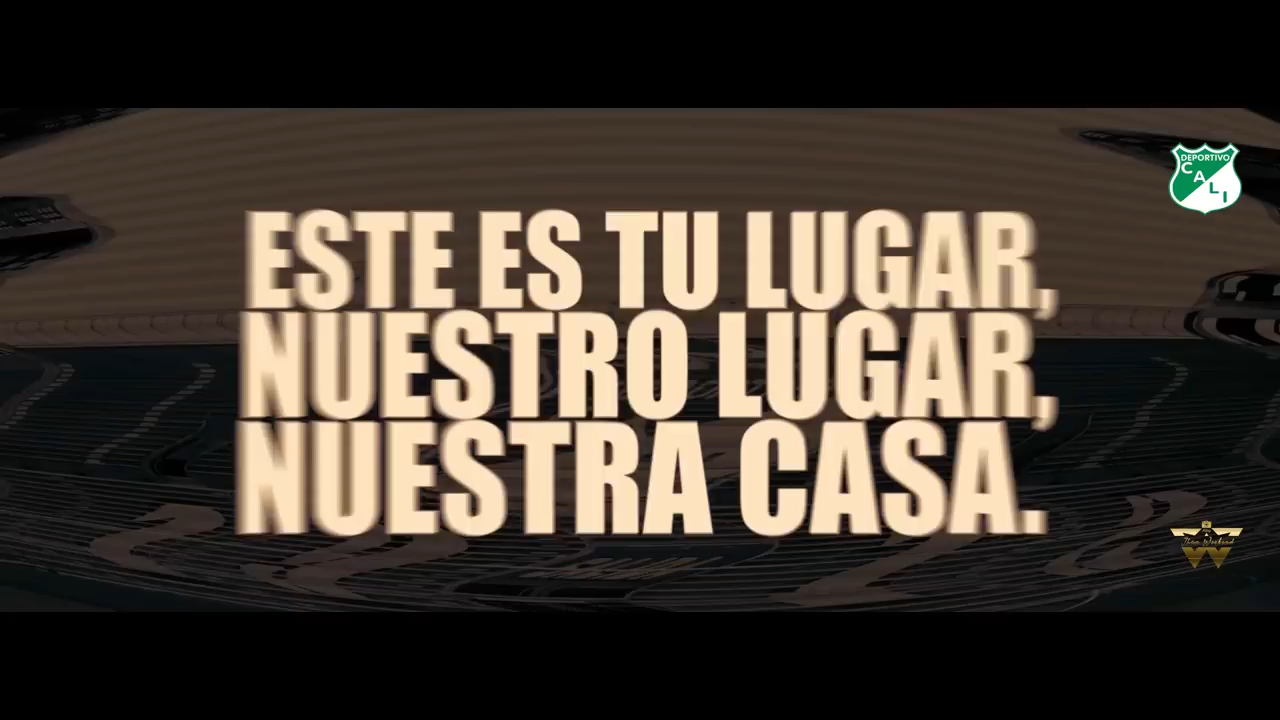 DEPORTIVO
CALI
ESTE ES TU LUGAR,
NUESTRO LUGAR,
NUESTRA CASA.